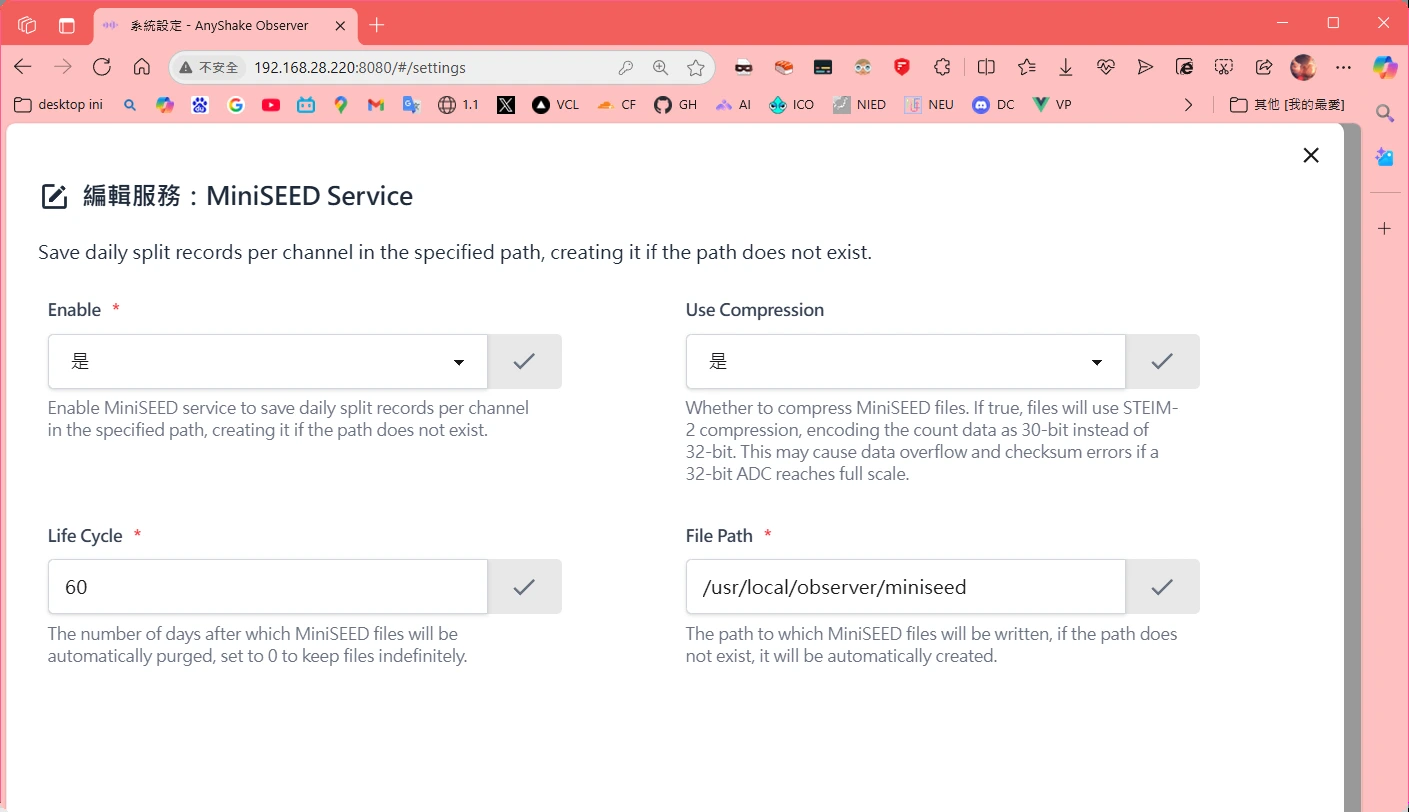 系統設定 - AnyShake Observer
不安全 192.168.28.220:8080/#/settings
desktop ini 1.1 VCL CF GH AI ICO NIED NEU DC VP 其他 [我的最愛]
編輯服務：MiniSEED Service
Save daily split records per channel in the specified path, creating it if the path does not exist.
Enable *
是
Enable MiniSEED service to save daily split records per channel
in the specified path, creating it if the path does not exist.
Use Compression
是
Whether to compress MiniSEED files. If true, files will use STEIM-
2 compression, encoding the count data as 30-bit instead of
32-bit. This may cause data overflow and checksum errors if a
32-bit ADC reaches full scale.
Life Cycle *
60
The number of days after which MiniSEED files will be
automatically purged, set to 0 to keep files indefinitely.
File Path *
/usr/local/observer/miniseed
The path to which MiniSEED files will be written, if the path does
not exist, it will be automatically created.